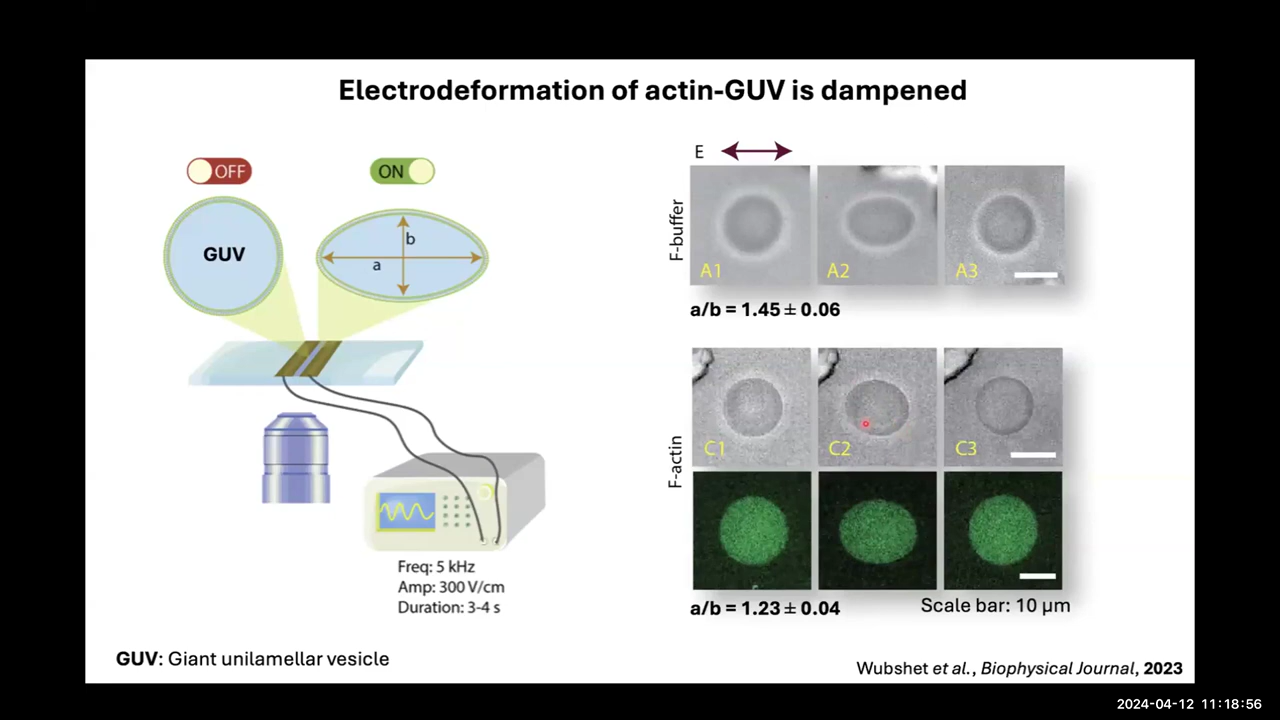 Electrodeformation of actin-GUV is dampened
OFF
ON
GUV
b
a
Freq: 5 kHz
Amp: 300 V/cm
Duration: 3-4 s
GUV: Giant unilamellar vesicle
E
F-buffer
A1
A2
A3
a/b = 1.45 ± 0.06
F-actin
C1
C2
C3
a/b = 1.23 ± 0.04
Scale bar: 10 µm
Wubshet et al., Biophysical Journal, 2023
2024-04-12 11:18:56